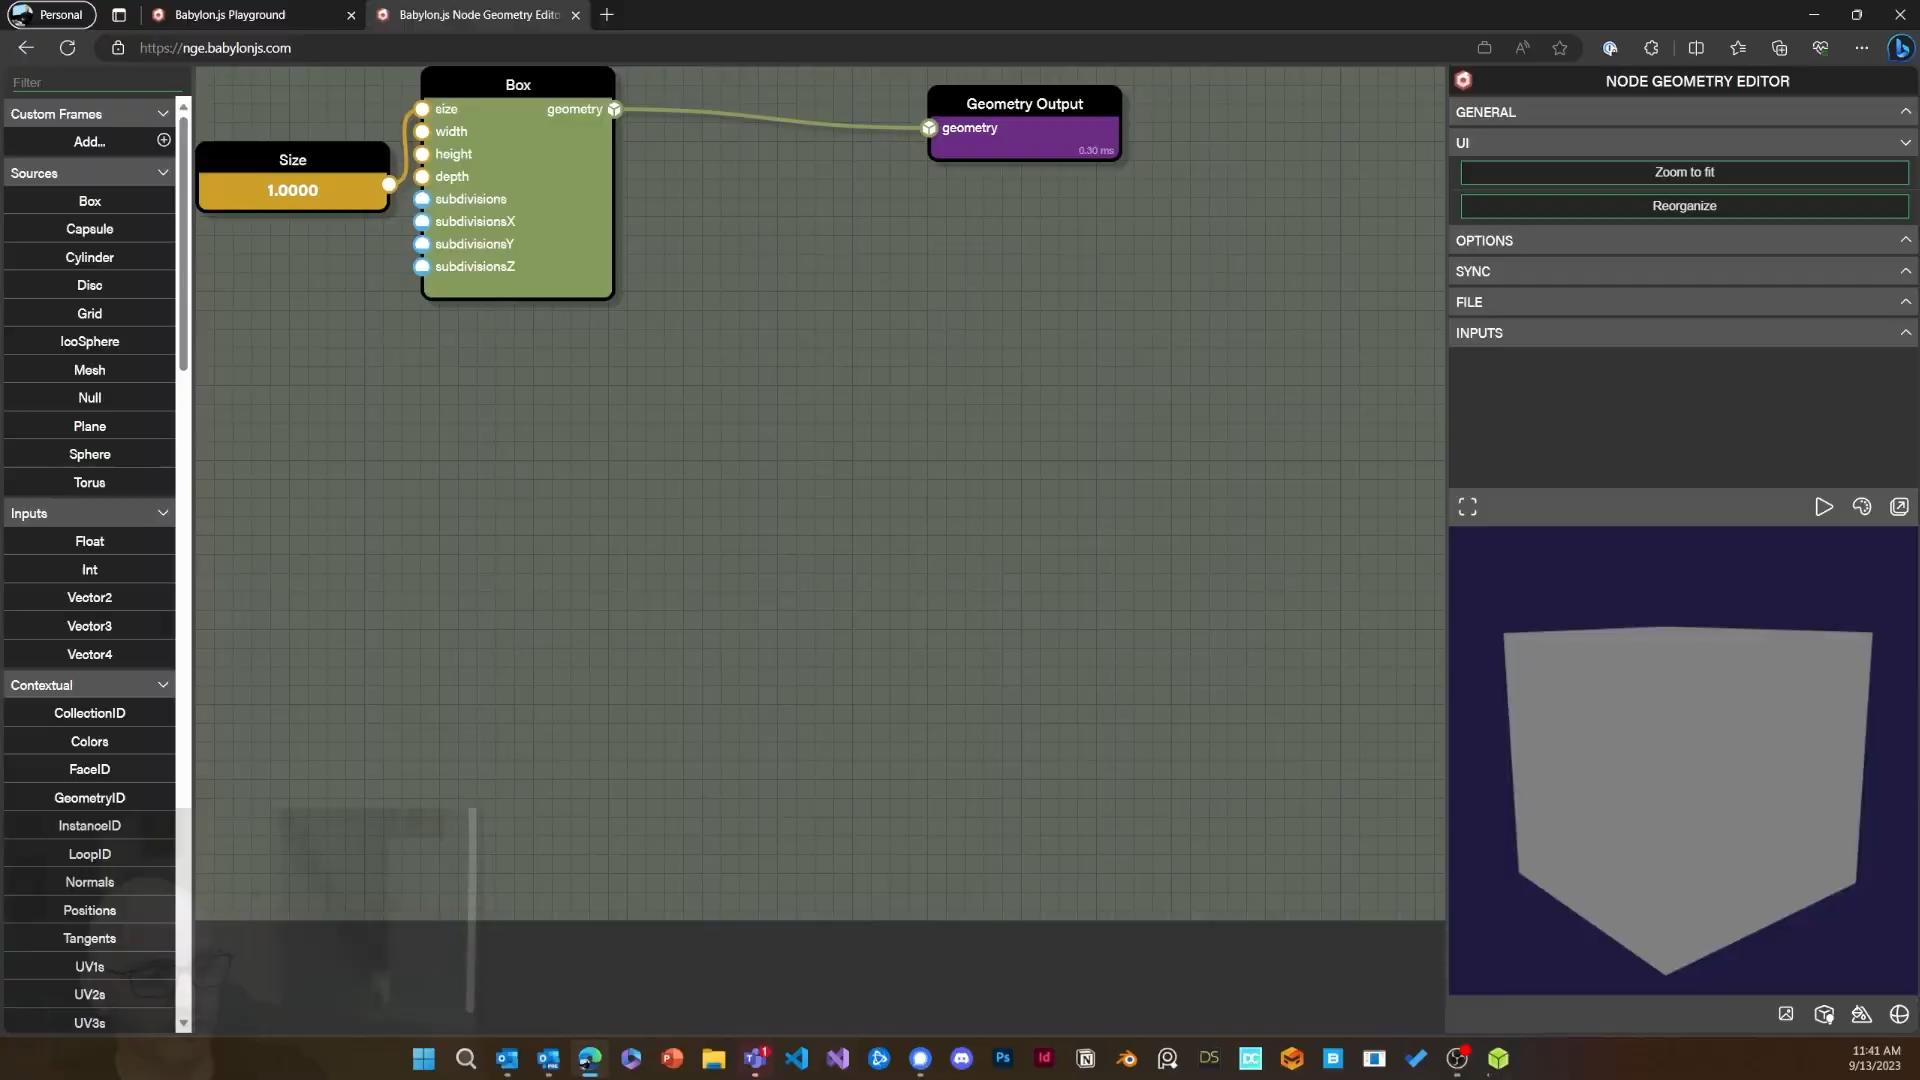 Personal
Babylon.js Playground
Babylon.js Node Geometry Edito
https://nge.babylonjs.com
Filter
Custom Frames
Add...
Sources
Box
Capsule
Cylinder
Disc
Grid
IcoSphere
Mesh
Null
Plane
Sphere
Torus
Inputs
Float
Int
Vector2
Vector3
Vector4
Contextual
CollectionID
Colors
FaceID
GeometryID
InstanceID
LoopID
Normals
Positions
Tangents
UV1s
UV2s
UV3s
Size
1.0000
Box
size
geometry
width
height
depth
subdivisions
subdivisionsX
subdivisionsY
subdivisionsZ
Geometry Output
geometry
0.30 ms
NODE GEOMETRY EDITOR
GENERAL
UI
Zoom to fit
Reorganize
OPTIONS
SYNC
FILE
INPUTS
11:41 AM
9/13/2023